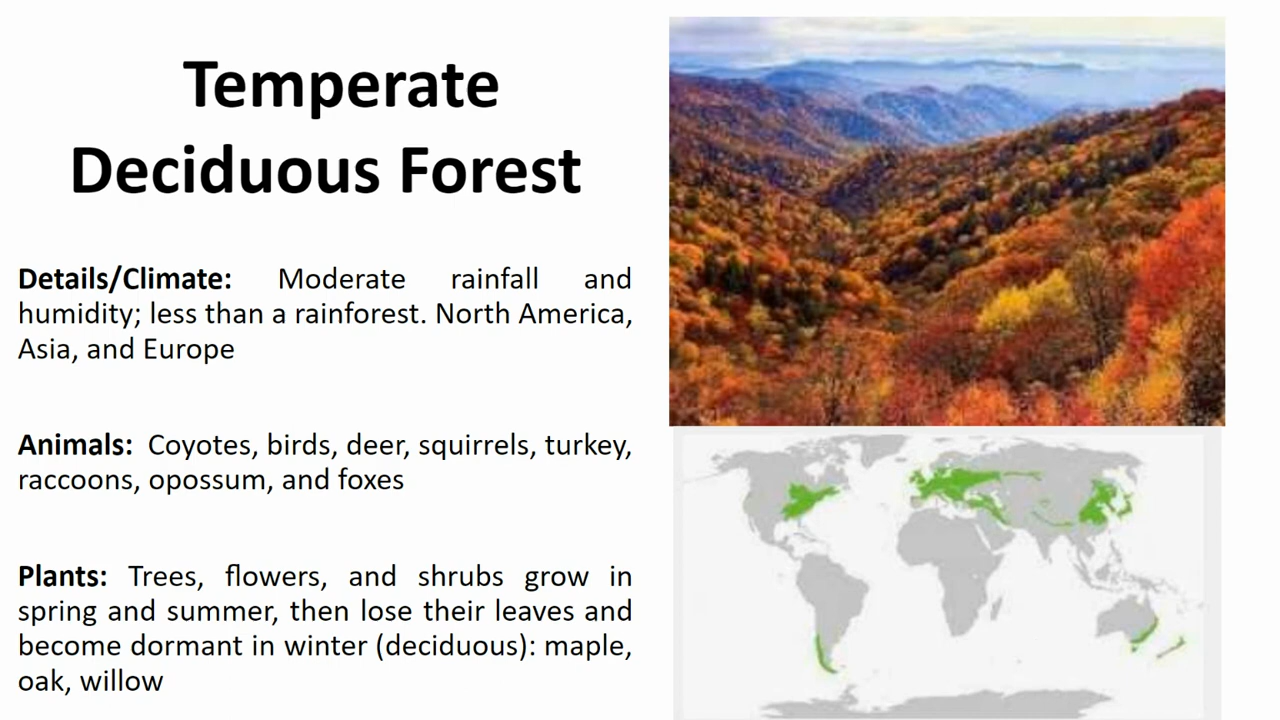 Temperate
Deciduous Forest
Details/Climate: Moderate rainfall and
humidity; less than a rainforest. North America,
Asia, and Europe
Animals: Coyotes, birds, deer, squirrels, turkey,
raccoons, opossum, and foxes
Plants: Trees, flowers, and shrubs grow in
spring and summer, then lose their leaves and
become dormant in winter (deciduous): maple,
oak, willow